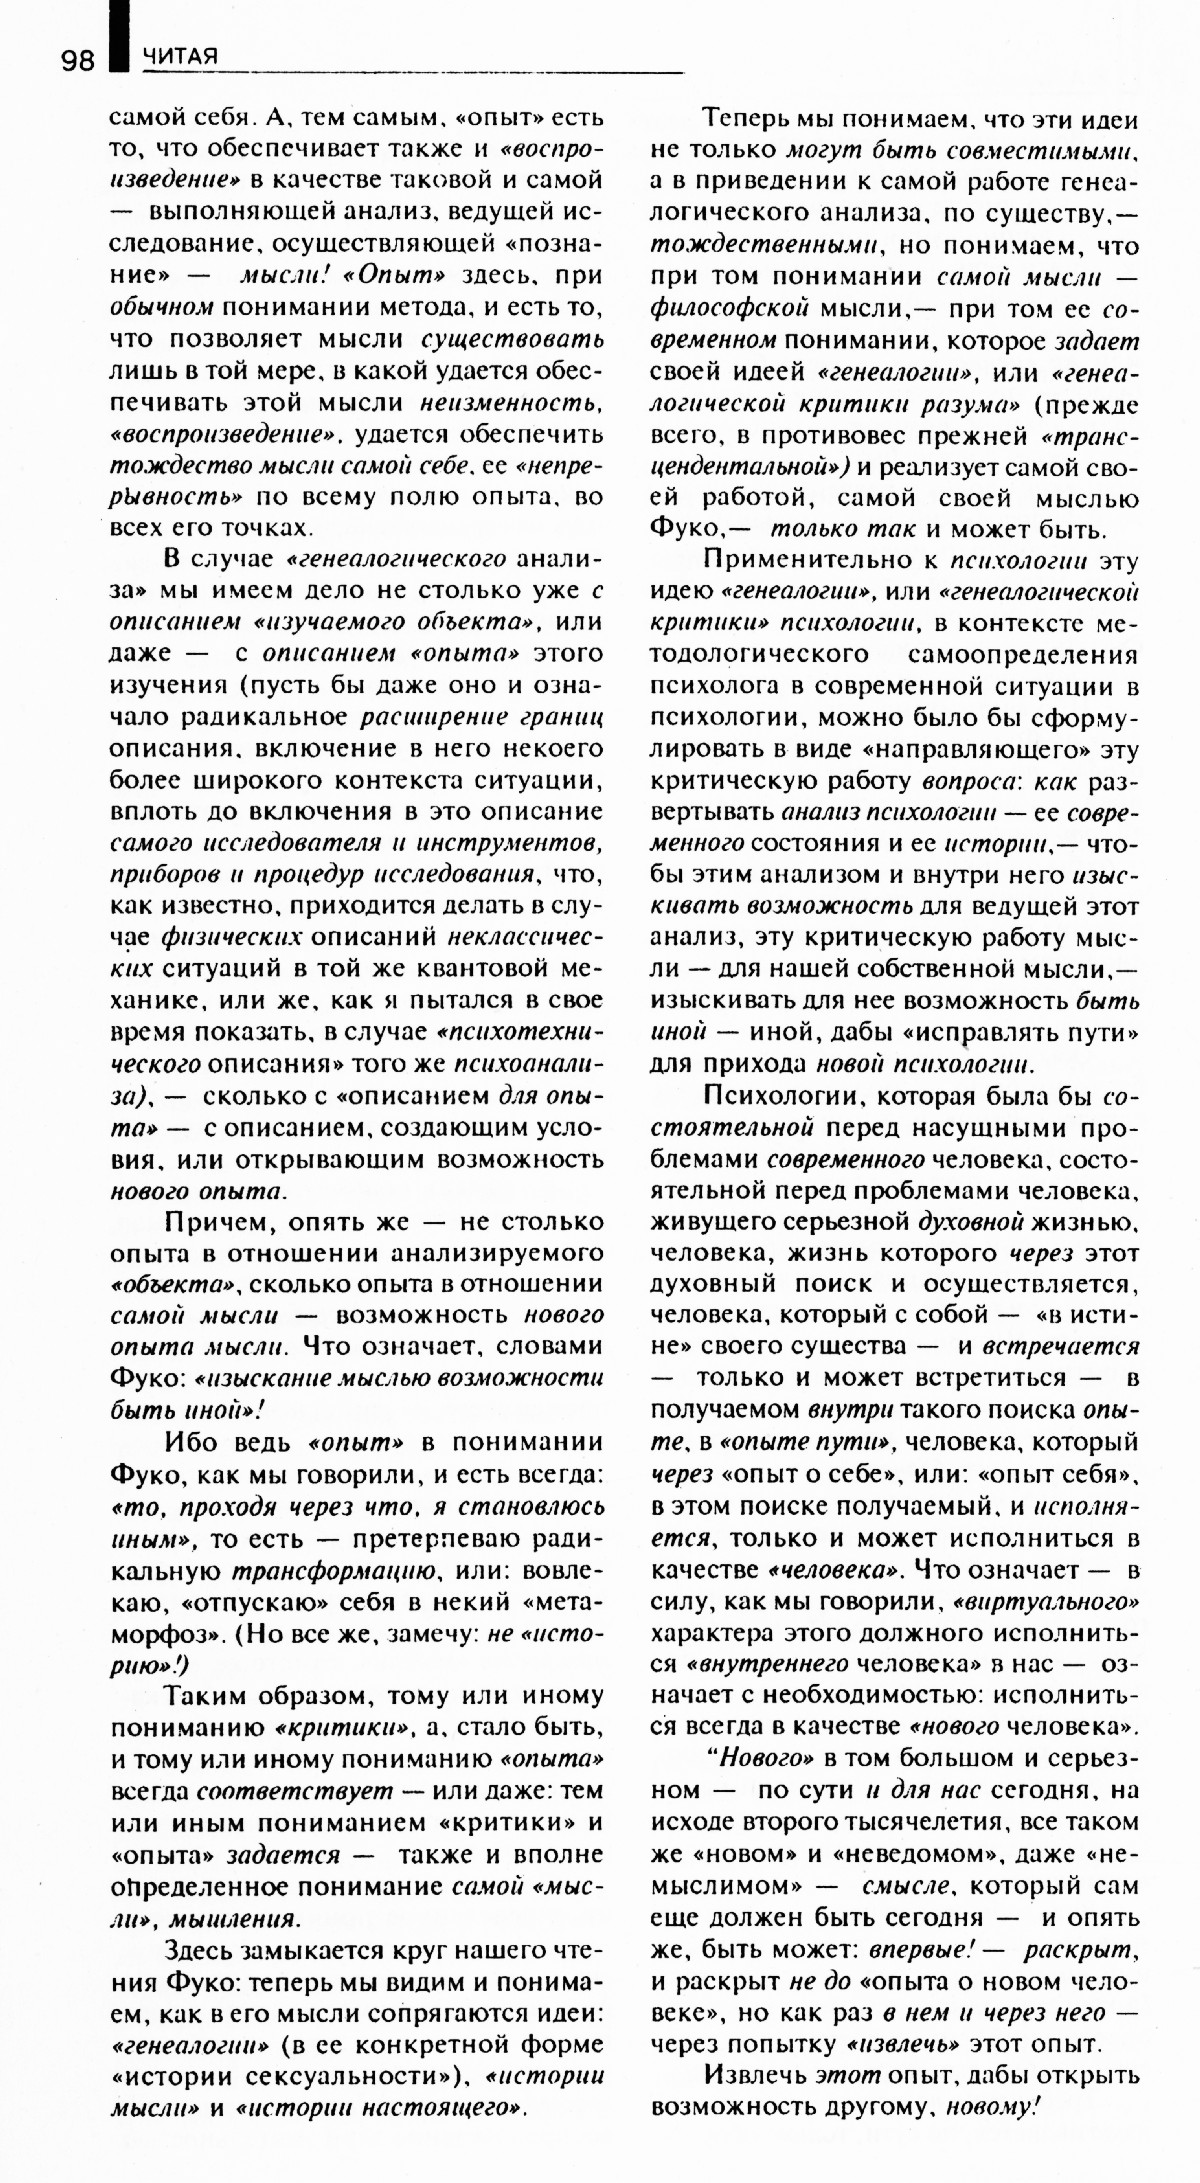 98
ЧИТАЯ
самой себя. А, тем самым, «опыт» есть
то, что обеспечивает также и «воспро-
изведение» в качестве таковой и самой
— выполняющей анализ, ведущей ис-
следование, осуществляющей «позна-
ние» — мысли! «Опыт» здесь, при
обычном понимании метода, и есть то,
что позволяет мысли существовать
лишь в той мере, в какой удается обес-
печивать этой мысли неизменность,
«воспроизведение», удается обеспечить
тождество мысли самой себе, ее «непре-
рывность» по всему полю опыта, во
всех его точках.
В случае «генеалогического анали-
за» мы имеем дело не столько уже с
описанием «изучаемого объекта», или
даже — с описанием «опыта» этого
изучения (пусть бы даже оно и озна-
чало радикальное расширение границ
описания, включение в него некоего
более широкого контекста ситуации,
вплоть до включения в это описание
самого исследователя и инструментов,
приборов и процедур исследования, что,
как известно, приходится делать в слу-
чае физических описаний неклассичес-
ких ситуаций в той же квантовой ме-
ханике, или же, как я пытался в свое
время показать, в случае «психотехни-
ческого описания» того же психоанали-
за), — сколько с «описанием для опы-
та» — с описанием, создающим усло-
вия, или открывающим возможность
нового опыта.
Причем, опять же — не столько
опыта в отношении анализируемого
«объекта», сколько опыта в отношении
самой мысли — возможность нового
опыта мысли. Что означает, словами
Фуко: «изыскание мыслью возможности
быть иной»!
Ибо ведь «опыт» в понимании
Фуко, как мы говорили, и есть всегда:
«то, проходя через что, я становлюсь
иным», то есть — претерпеваю ради-
кальную трансформацию, или: вовле-
каю, «отпускаю» себя в некий «мета-
морфоз». (Но все же, замечу: не «исто-
рию»!)
Таким образом, тому или иному
пониманию «критики», а, стало быть,
и тому или иному пониманию «опыта»
всегда соответствует — или даже: тем
или иным пониманием «критики» и
«опыта» задается — также и вполне
определенное понимание самой «мыс-
ли», мышления.
Здесь замыкается круг нашего чте-
ния Фуко: теперь мы видим и понима-
ем, как в его мысли сопрягаются идеи:
«генеалогии» (в ее конкретной форме
«истории сексуальности»), «истории
мысли» и «истории настоящего».
Теперь мы понимаем, что эти идеи
не только могут быть совместимыми,
а в приведении к самой работе генеа-
логического анализа, по существу,—
тождественными, но понимаем, что
при том понимании самой мысли —
философской мысли,— при том ее со-
временном понимании, которое задает
своей идеей «генеалогии», или «генеа-
логической критики разума» (прежде
всего, в противовес прежней «транс-
цендентальной») и реализует самой сво-
ей работой, самой своей мыслью
Фуко,— только так и может быть.
Применительно к психологии эту
идею «генеалогии», или «генеалогической
критики» психологии, в контексте ме-
тодологического самоопределения
психолога в современной ситуации в
психологии, можно было бы сформу-
лировать в виде «направляющего» эту
критическую работу вопроса: как раз-
вертывать анализ психологии — ее совре-
менного состояния и ее истории,— что-
бы этим анализом и внутри него изыс-
кивать возможность для ведущей этот
анализ, эту критическую работу мыс-
ли — для нашей собственной мысли,—
изыскивать для нее возможность быть
иной — иной, дабы «исправлять пути»
для прихода новой психологии.
Психологии, которая была бы со-
стоятельной перед насущными про-
блемами современного человека, состо-
ятельной перед проблемами человека,
живущего серьезной духовной жизнью,
человека, жизнь которого через этот
духовный поиск и осуществляется,
человека, который с собой — «в исти-
не» своего существа — и встречается
— только и может встретиться — в
получаемом внутри такого поиска опы-
те, в «опыте пути», человека, который
через «опыт о себе», или: «опыт себя»,
в этом поиске получаемый, и исполня-
ется, только и может исполниться в
качестве «человека». Что означает — в
силу, как мы говорили, «виртуального»
характера этого должного исполнить-
ся «внутреннего человека» в нас — оз-
начает с необходимостью: исполнить-
ся всегда в качестве «нового человека».
"Нового» в том большом и серьез-
ном — по сути и для нас сегодня, на
исходе второго тысячелетия, все таком
же «новом» и «неведомом», даже «не-
мыслимом» — смысле, который сам
еще должен быть сегодня — и опять
же, быть может: впервые! — раскрыт,
и раскрыт не до «опыта о новом чело-
веке», но как раз в нем и через него —
через попытку «извлечь» этот опыт.
Извлечь этот опыт, дабы открыть
возможность другому, новому!